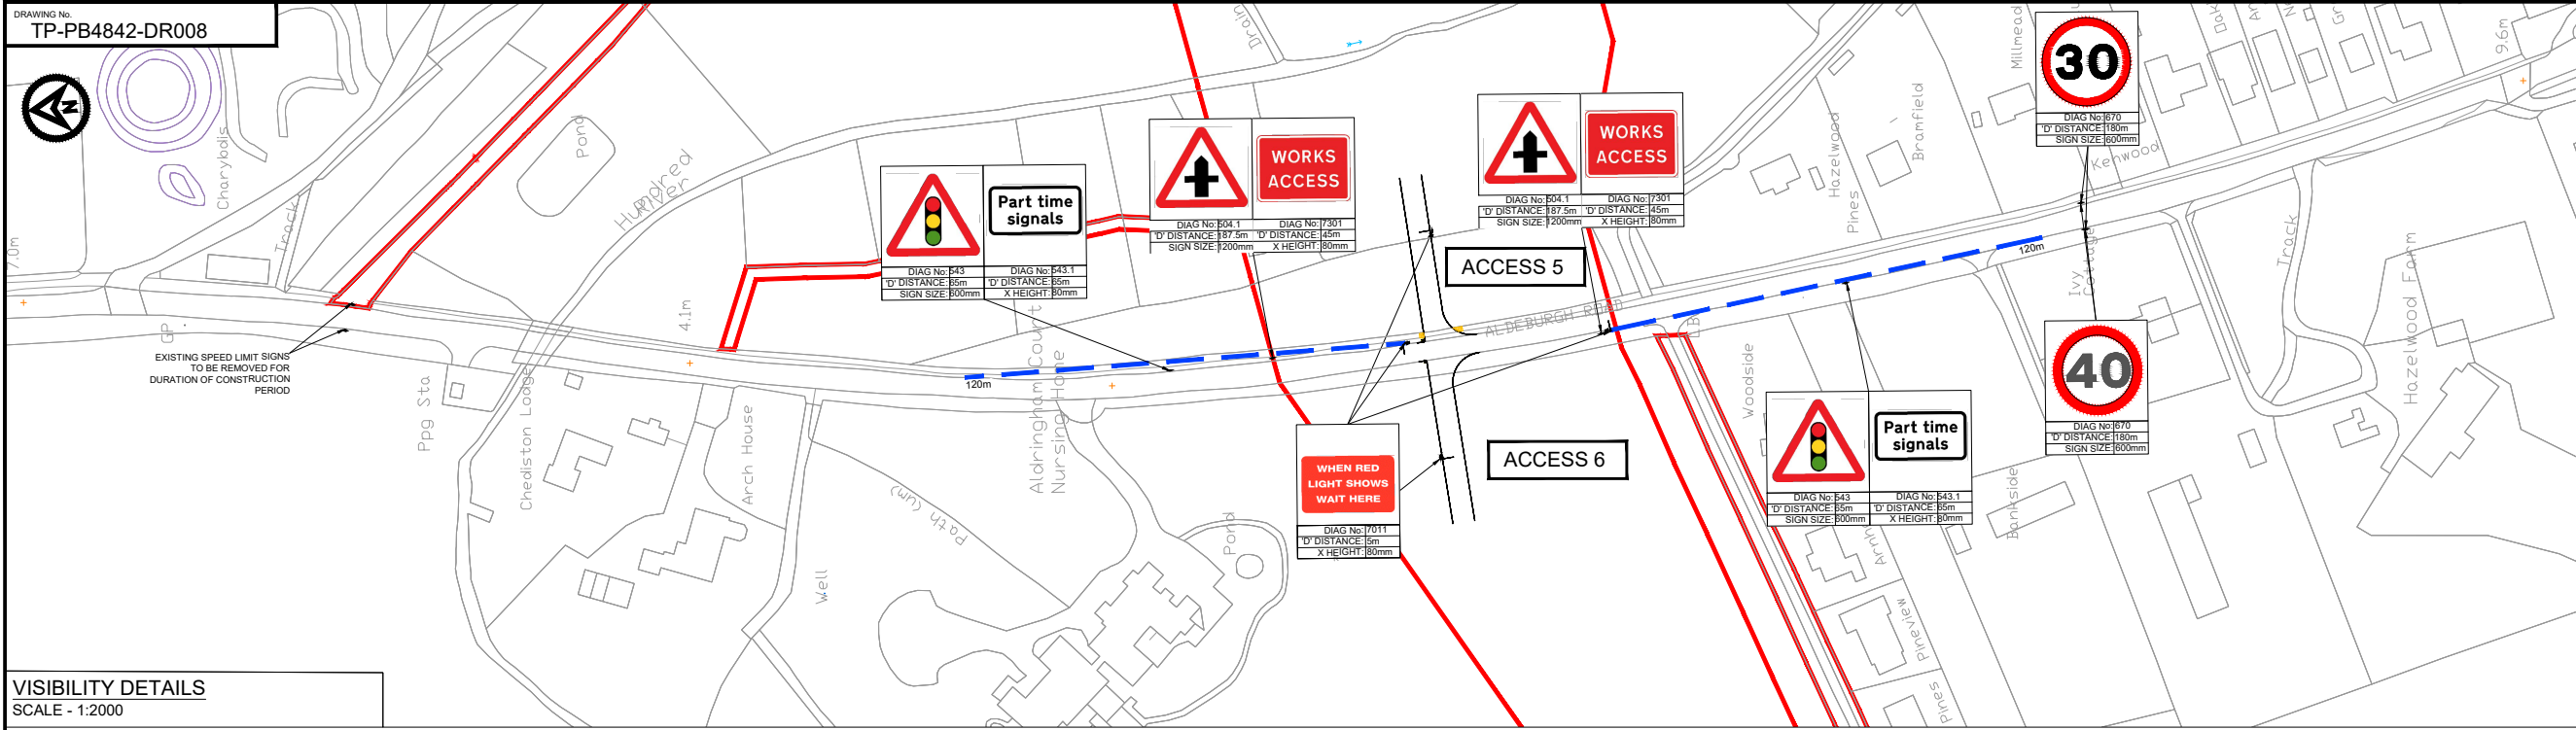 DRAWING No.
TP-PB4842-DR008
N
7.0m
Charybdis
Track
Pond
Hundred
River
Drain
GP
4.1m
EXISTING SPEED LIMIT SIGNS
TO BE REMOVED FOR
DURATION OF CONSTRUCTION
PERIOD
Ppg Sta
Chediston Lodge
Arch House
Well
Path (um)
Pond
Aldringham Court
Nursing Home
120m
Part time
signals
DIAG No: 543
DIAG No: 543.1
'D' DISTANCE: 65m
'D' DISTANCE: 65m
SIGN SIZE: 600mm
X HEIGHT: 80mm
WORKS
ACCESS
DIAG No: 504.1
DIAG No: 7301
'D' DISTANCE: 187.5m
'D' DISTANCE: 45m
SIGN SIZE: 1200mm
X HEIGHT: 80mm
WORKS
ACCESS
DIAG No: 504.1
DIAG No: 7301
'D' DISTANCE: 187.5m
'D' DISTANCE: 45m
SIGN SIZE: 1200mm
X HEIGHT: 80mm
ACCESS 5
ALDEBURGH ROAD
ACCESS 6
WHEN RED
LIGHT SHOWS
WAIT HERE
DIAG No: 7011
'D' DISTANCE: 5m
X HEIGHT: 80mm
LB
Woodside
Hazelwood
Pines
Bramfield
Millmead
9.6m
30
DIAG No: 670
'D' DISTANCE: 180m
SIGN SIZE: 600mm
Kenwood
120m
Ivy
Cottage
40
DIAG No: 670
'D' DISTANCE: 180m
SIGN SIZE: 600mm
Part time
signals
DIAG No: 543
DIAG No: 543.1
'D' DISTANCE: 65m
'D' DISTANCE: 65m
SIGN SIZE: 600mm
X HEIGHT: 80mm
Bankside
Pineview
Pines
Track
Hazelwood Farm
VISIBILITY DETAILS
SCALE - 1:2000